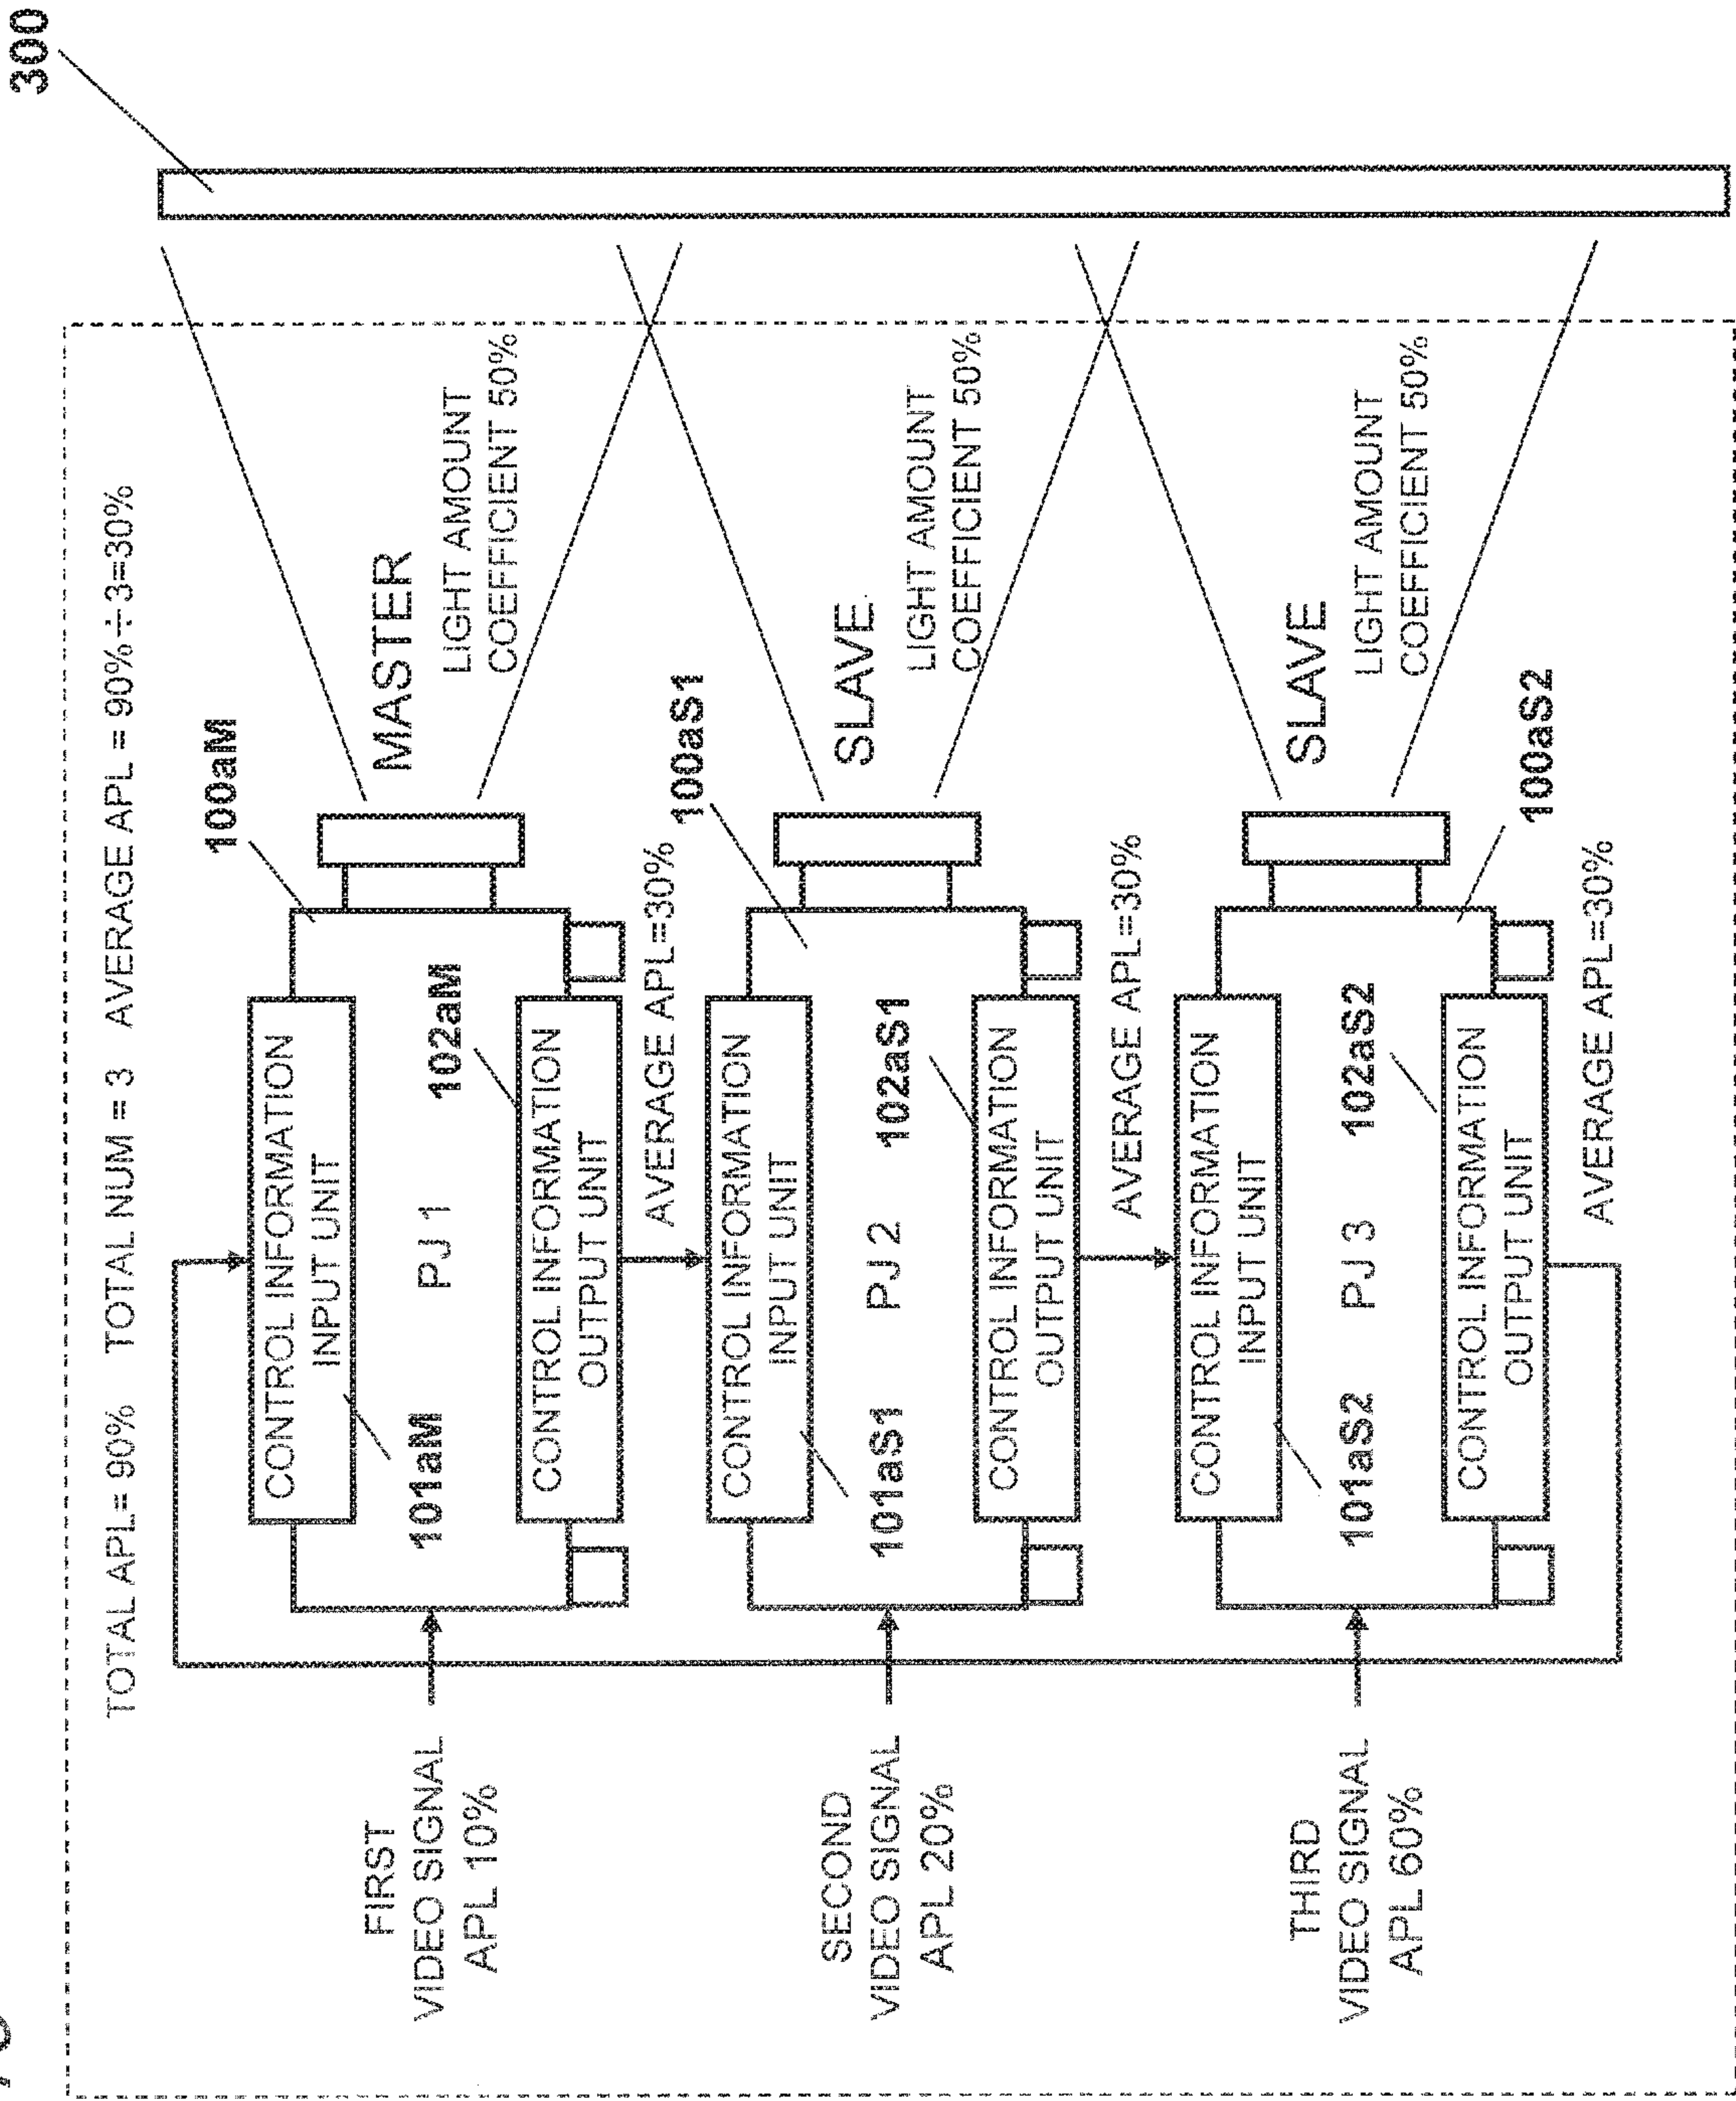 300
TOTAL APL= 90% TOTAL NUM = 3 AVERAGE APL = 90%÷3=30%
100aM
CONTROL INFORMATION
INPUT UNIT
101aM
PJ 1
102aM
CONTROL INFORMATION
OUTPUT UNIT
MASTER
LIGHT AMOUNT
COEFFICIENT 50%
FIRST
VIDEO SIGNAL
APL 10%
AVERAGE APL=30%
100aS1
CONTROL INFORMATION
INPUT UNIT
101aS1
PJ 2
102aS1
CONTROL INFORMATION
OUTPUT UNIT
SLAVE
LIGHT AMOUNT
COEFFICIENT 50%
SECOND
VIDEO SIGNAL
APL 20%
AVERAGE APL=30%
CONTROL INFORMATION
INPUT UNIT
101aS2
PJ 3
102aS2
CONTROL INFORMATION
OUTPUT UNIT
SLAVE
LIGHT AMOUNT
COEFFICIENT 50%
100aS2
THIRD
VIDEO SIGNAL
APL 60%
AVERAGE APL=30%